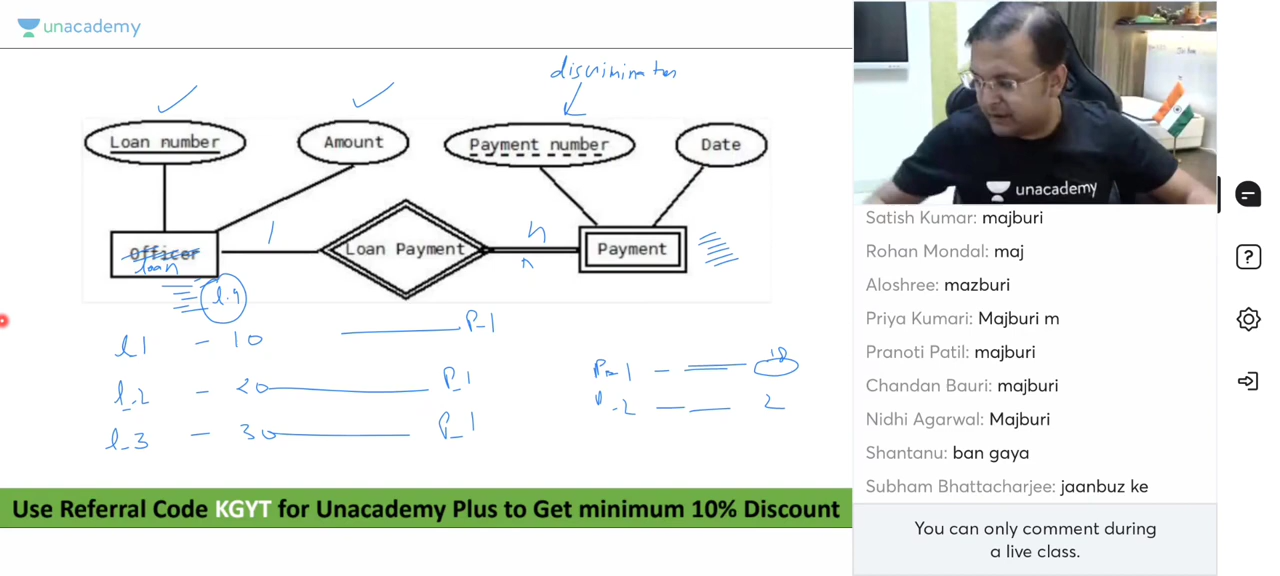 unacademy
discriminator
Loan number
Amount
Payment number
Date
1
n
Officer
Loan Payment
Payment
loan
l.4
l1 - 10 P_1
l_2 - 20 P_1
l_3 - 30 P_1
P_1 - 18
-2 - 2
Use Referral Code KGYT for Unacademy Plus to Get minimum 10% Discount
unacademy
Satish Kumar: majburi
Rohan Mondal: maj
Aloshree: mazburi
Priya Kumari: Majburi m
Pranoti Patil: majburi
Chandan Bauri: majburi
Nidhi Agarwal: Majburi
Shantanu: ban gaya
Subham Bhattacharjee: jaanbuz ke
You can only comment during
a live class.